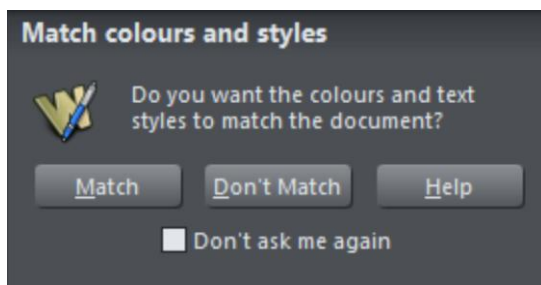 Match colours and styles
Do you want the colours and text
styles to match the document?
Match
Don't Match
Help
Don't ask me again